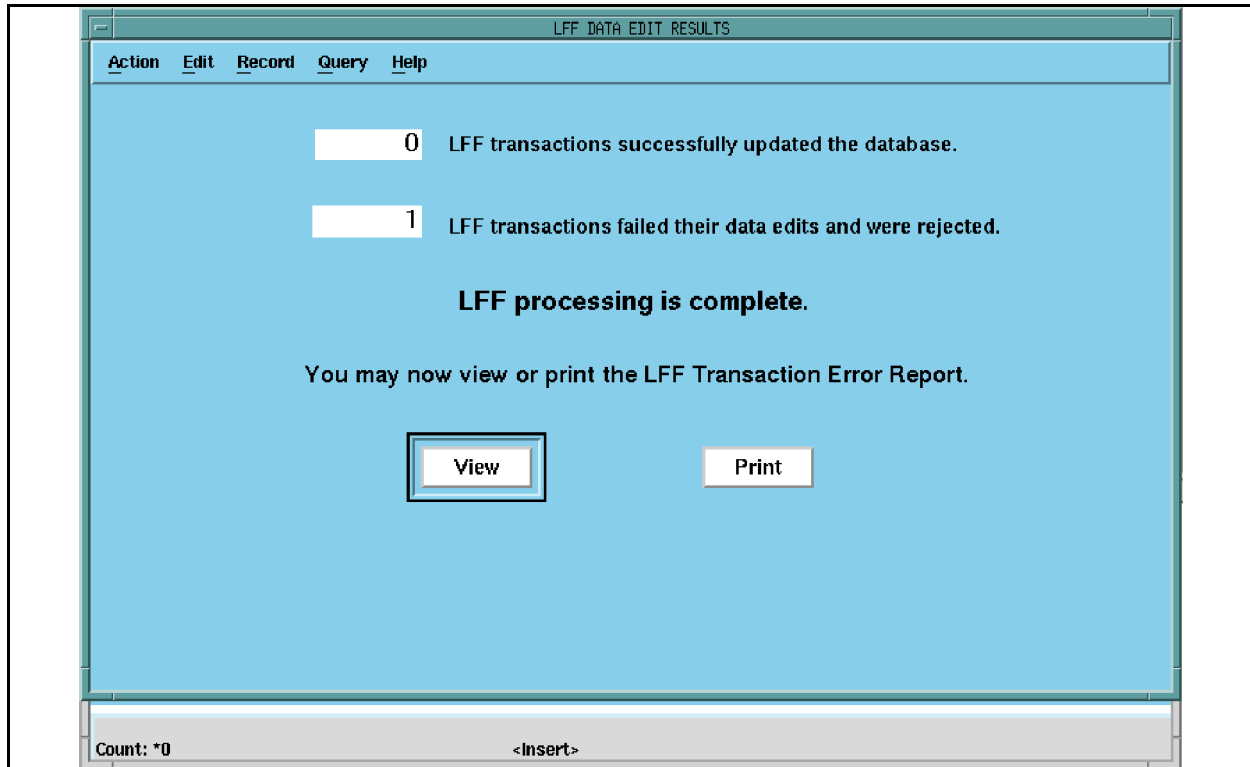 LFF DATA EDIT RESULTS
Action Edit Record Query Help
0 LFF transactions successfully updated the database.
1 LFF transactions failed their data edits and were rejected.
LFF processing is complete.
You may now view or print the LFF Transaction Error Report.
View Print
Count: *0 <Insert>